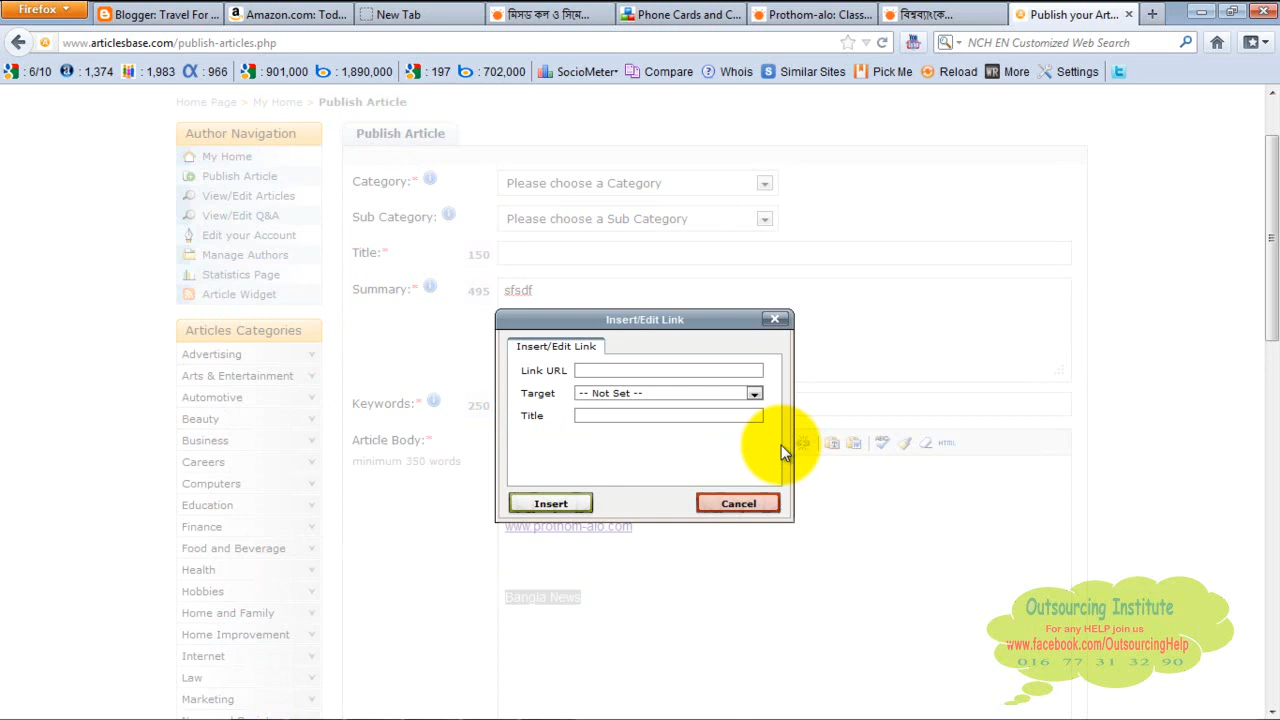 Firefox
Blogger: Travel For ...
Amazon.com: Tod...
New Tab
মিসড কল ও সিমে...
Phone Cards and C...
Prothom-alo: Class...
বিশ্বব্যাংকে...
Publish your Art...
www.articlesbase.com/publish-articles.php
NCH EN Customized Web Search
: 6/10
: 1,374
: 1,983
: 966
: 901,000
: 1,890,000
: 197
: 702,000
SocioMeter
Compare
Whois
Similar Sites
Pick Me
Reload
More
Settings
Home Page > My Home > Publish Article
Author Navigation
My Home
Publish Article
View/Edit Articles
View/Edit Q&A
Edit your Account
Manage Authors
Statistics Page
Article Widget
Articles Categories
Advertising
Arts & Entertainment
Automotive
Beauty
Business
Careers
Computers
Education
Finance
Food and Beverage
Health
Hobbies
Home and Family
Home Improvement
Internet
Law
Marketing
Publish Article
Category:*
Please choose a Category
Sub Category:
Please choose a Sub Category
Title:*
150
Summary:*
495
sfsdf
Keywords:*
250
Article Body:*
minimum 350 words
HTML
Insert/Edit Link
Insert/Edit Link
Link URL
Target
-- Not Set --
Title
Insert
Cancel
www.prothom-alo.com
Bangla News
Outsourcing Institute
For any HELP join us
www.facebook.com/OutsourcingHelp
016 77 31 32 90